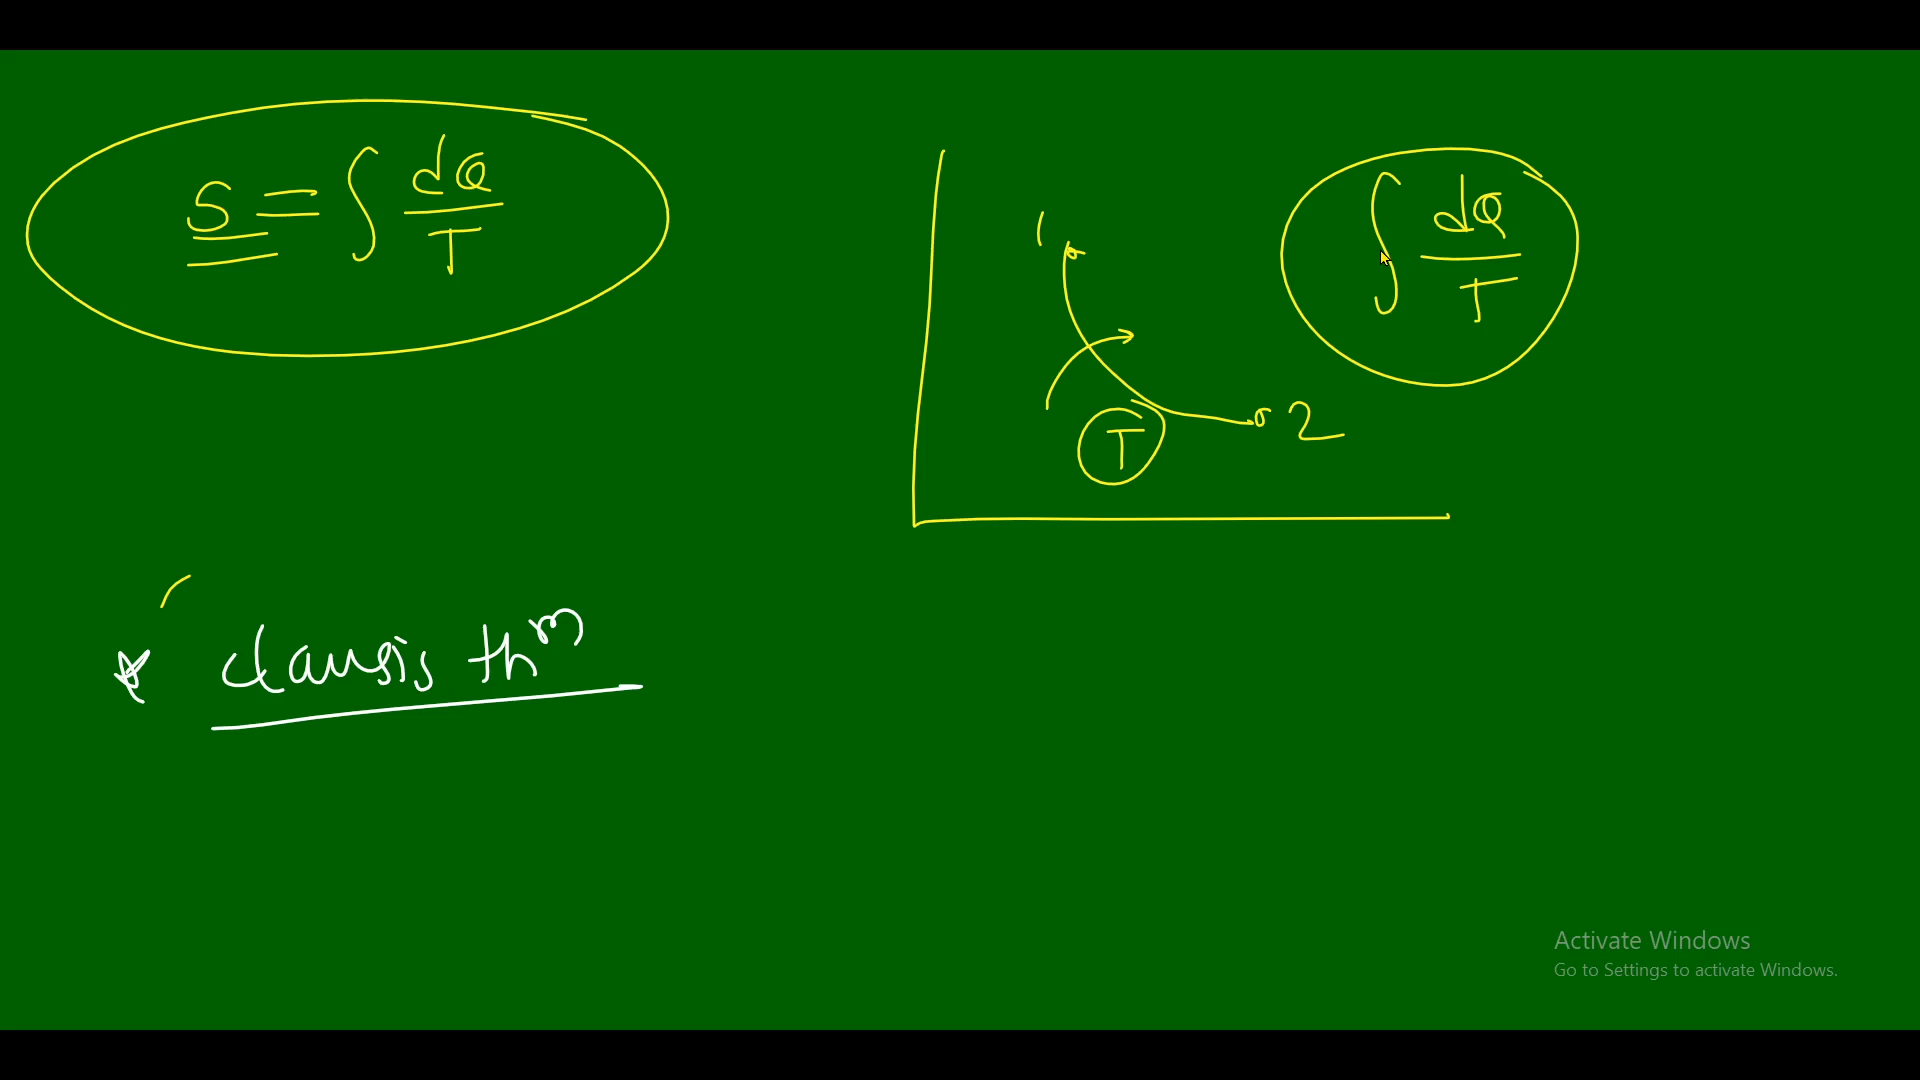 S = ∫ dQ / T
1
∫ dQ / T
T
2
clausis thm
Activate Windows
Go to Settings to activate Windows.